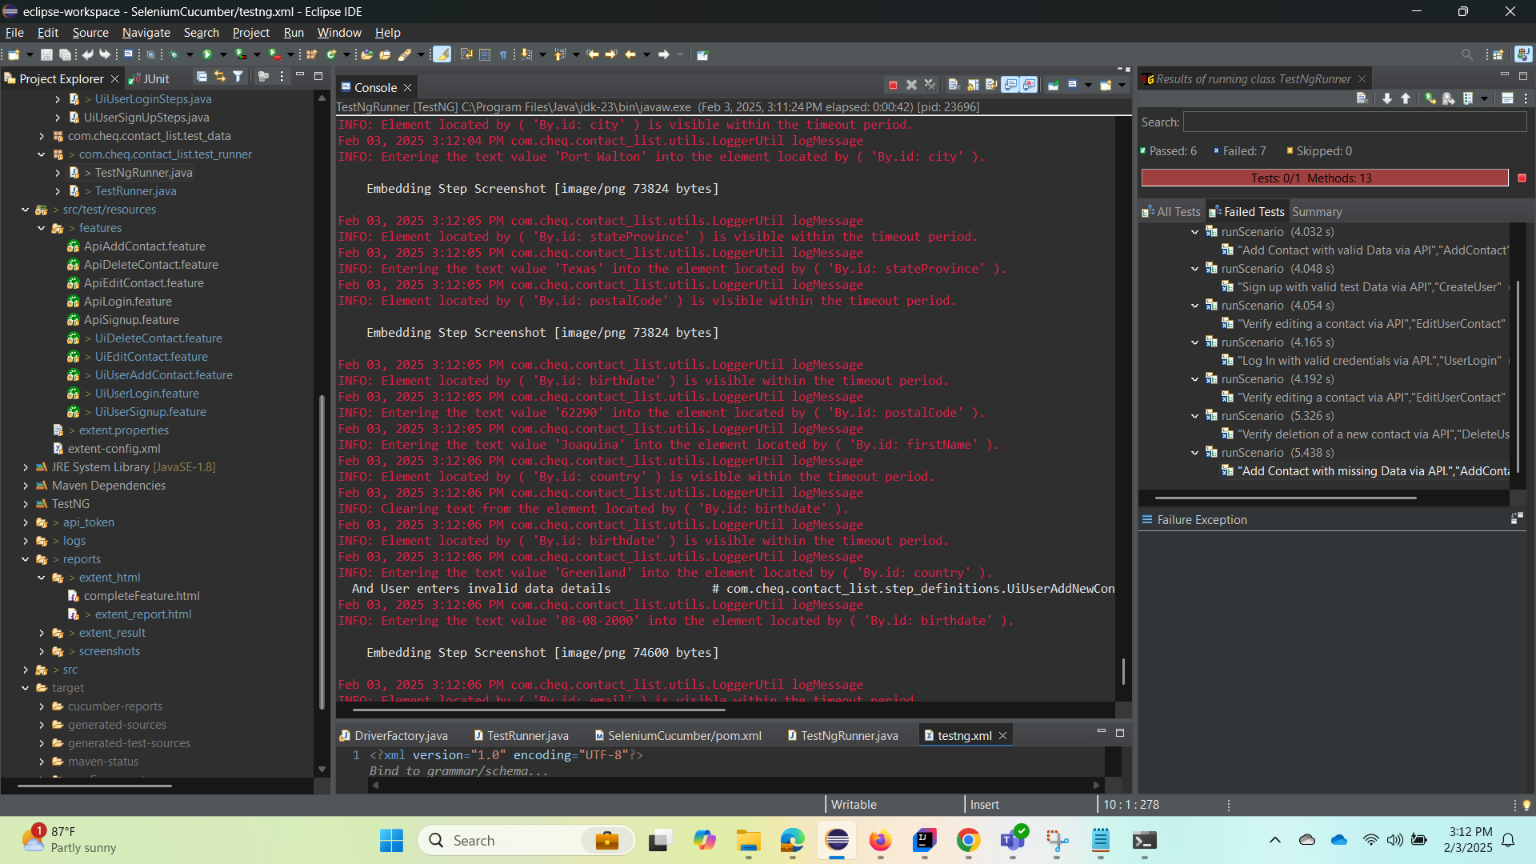 eclipse-workspace - SeleniumCucumber/testng.xml - Eclipse IDE
File Edit Source Navigate Search Project Run Window Help
Project Explorer
JUnit
UiUserLoginSteps.java
UiUserSignUpSteps.java
com.cheq.contact_list.test_data
com.cheq.contact_list.test_runner
TestNgRunner.java
TestRunner.java
src/test/resources
features
ApiAddContact.feature
ApiDeleteContact.feature
ApiEditContact.feature
ApiLogin.feature
ApiSignup.feature
UiDeleteContact.feature
UiEditContact.feature
UiUserAddContact.feature
UiUserLogin.feature
UiUserSignup.feature
extent.properties
extent-config.xml
JRE System Library [JavaSE-1.8]
Maven Dependencies
TestNG
api_token
logs
reports
extent_html
completeFeature.html
extent_report.html
extent_result
screenshots
src
target
cucumber-reports
generated-sources
generated-test-sources
maven-status
Console
TestNgRunner [TestNG] C:\Program Files\Java\jdk-23\bin\javaw.exe (Feb 3, 2025, 3:11:24 PM elapsed: 0:00:42) [pid: 23696]
INFO: Element located by ( 'By.id: city' ) is visible within the timeout period.
Feb 03, 2025 3:12:04 PM com.cheq.contact_list.utils.LoggerUtil logMessage
INFO: Entering the text value 'Port Walton' into the element located by ( 'By.id: city' ).
Embedding Step Screenshot [image/png 73824 bytes]
Feb 03, 2025 3:12:05 PM com.cheq.contact_list.utils.LoggerUtil logMessage
INFO: Element located by ( 'By.id: stateProvince' ) is visible within the timeout period.
Feb 03, 2025 3:12:05 PM com.cheq.contact_list.utils.LoggerUtil logMessage
INFO: Entering the text value 'Texas' into the element located by ( 'By.id: stateProvince' ).
Feb 03, 2025 3:12:05 PM com.cheq.contact_list.utils.LoggerUtil logMessage
INFO: Element located by ( 'By.id: postalCode' ) is visible within the timeout period.
Embedding Step Screenshot [image/png 73824 bytes]
Feb 03, 2025 3:12:05 PM com.cheq.contact_list.utils.LoggerUtil logMessage
INFO: Element located by ( 'By.id: birthdate' ) is visible within the timeout period.
Feb 03, 2025 3:12:05 PM com.cheq.contact_list.utils.LoggerUtil logMessage
INFO: Entering the text value '62290' into the element located by ( 'By.id: postalCode' ).
Feb 03, 2025 3:12:05 PM com.cheq.contact_list.utils.LoggerUtil logMessage
INFO: Entering the text value 'Joaquina' into the element located by ( 'By.id: firstName' ).
Feb 03, 2025 3:12:06 PM com.cheq.contact_list.utils.LoggerUtil logMessage
INFO: Element located by ( 'By.id: country' ) is visible within the timeout period.
Feb 03, 2025 3:12:06 PM com.cheq.contact_list.utils.LoggerUtil logMessage
INFO: Clearing text from the element located by ( 'By.id: birthdate' ).
Feb 03, 2025 3:12:06 PM com.cheq.contact_list.utils.LoggerUtil logMessage
INFO: Element located by ( 'By.id: birthdate' ) is visible within the timeout period.
Feb 03, 2025 3:12:06 PM com.cheq.contact_list.utils.LoggerUtil logMessage
INFO: Entering the text value 'Greenland' into the element located by ( 'By.id: country' ).
And User enters invalid data details # com.cheq.contact_list.step_definitions.UiUserAddNewCon
Feb 03, 2025 3:12:06 PM com.cheq.contact_list.utils.LoggerUtil logMessage
INFO: Entering the text value '08-08-2000' into the element located by ( 'By.id: birthdate' ).
Embedding Step Screenshot [image/png 74600 bytes]
Feb 03, 2025 3:12:06 PM com.cheq.contact_list.utils.LoggerUtil logMessage
INFO: Element located by ( 'By.id: email' ) is visible within the timeout period.
DriverFactory.java
TestRunner.java
SeleniumCucumber/pom.xml
TestNgRunner.java
testng.xml
1 <?xml version="1.0" encoding="UTF-8"?>
Bind to grammar/schema...
Results of running class TestNgRunner
Search:
Passed: 6
Failed: 7
Skipped: 0
Tests: 0/1 Methods: 13
All Tests
Failed Tests
Summary
runScenario (4.032 s)
"Add Contact with valid Data via API","AddContact"
runScenario (4.048 s)
"Sign up with valid test Data via API","CreateUser"
runScenario (4.054 s)
"Verify editing a contact via API","EditUserContact"
runScenario (4.165 s)
"Log In with valid credentials via API.","UserLogin"
runScenario (4.192 s)
"Verify editing a contact via API","EditUserContact"
runScenario (5.326 s)
"Verify deletion of a new contact via API","DeleteUs
runScenario (5.438 s)
"Add Contact with missing Data via API.","AddConta
Failure Exception
Writable
Insert
10 : 1 : 278
1
87°F
Partly sunny
Search
3:12 PM
2/3/2025